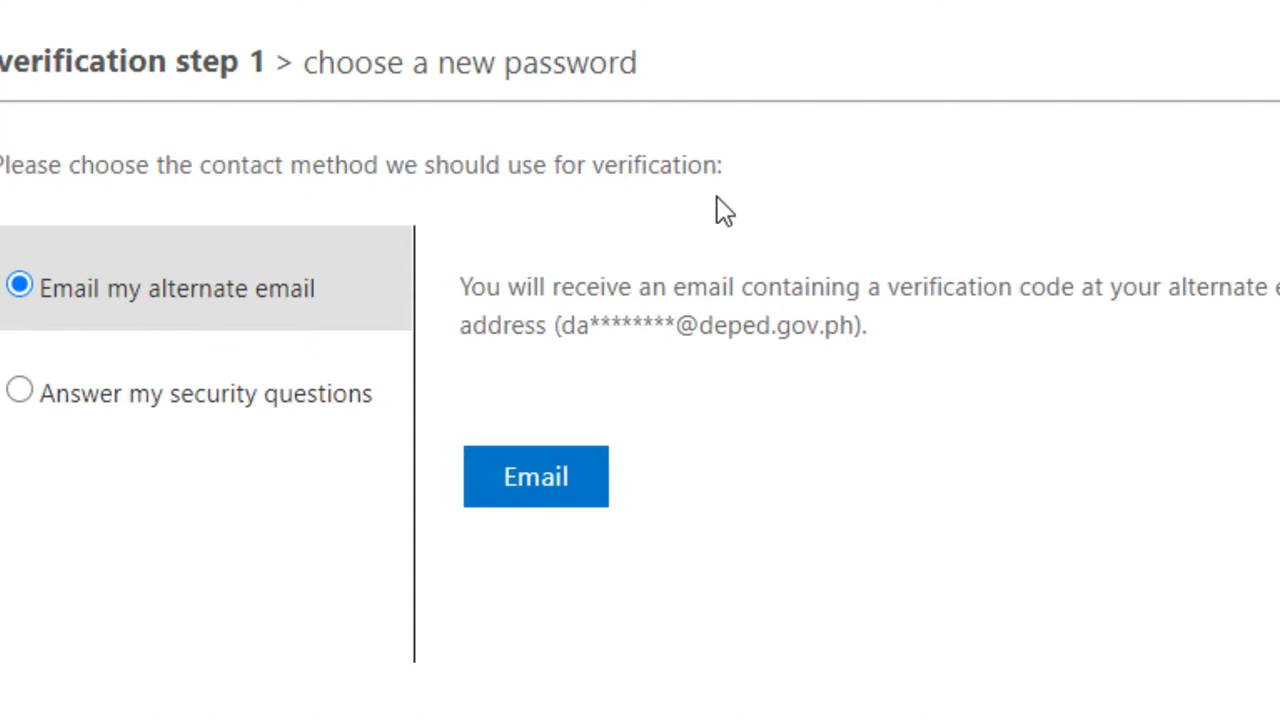 verification step 1 > choose a new password
Please choose the contact method we should use for verification:
Email my alternate email
Answer my security questions
You will receive an email containing a verification code at your alternate
address (da********@deped.gov.ph).
Email